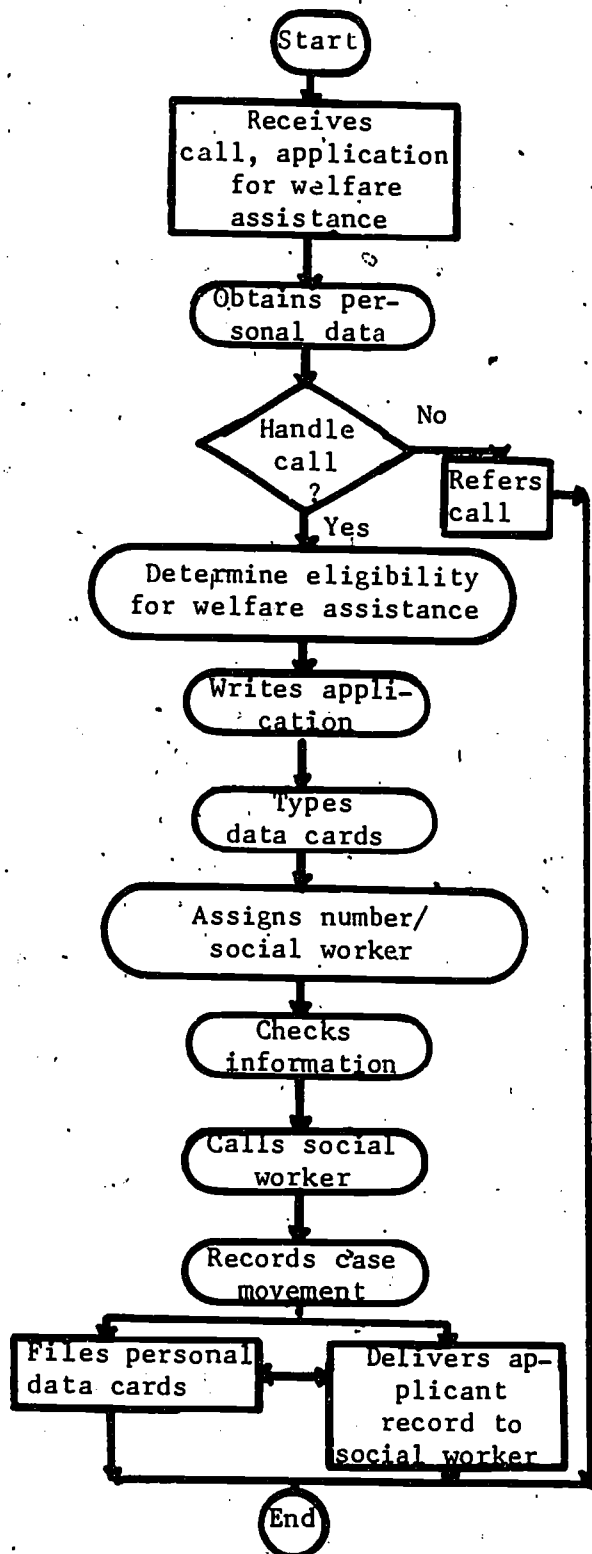 Start
Receives
call, application
for welfare
assistance
Obtains per-
sonal data
Handle
call
?
No
Refers
call
Yes
Determine eligibility
for welfare assistance
Writes appli-
cation
Types
data cards
Assigns number/
social worker
Checks
information
Calls social
worker
Records case
movement
Files personal
data cards
Delivers ap-
plicant
record to
social worker
End